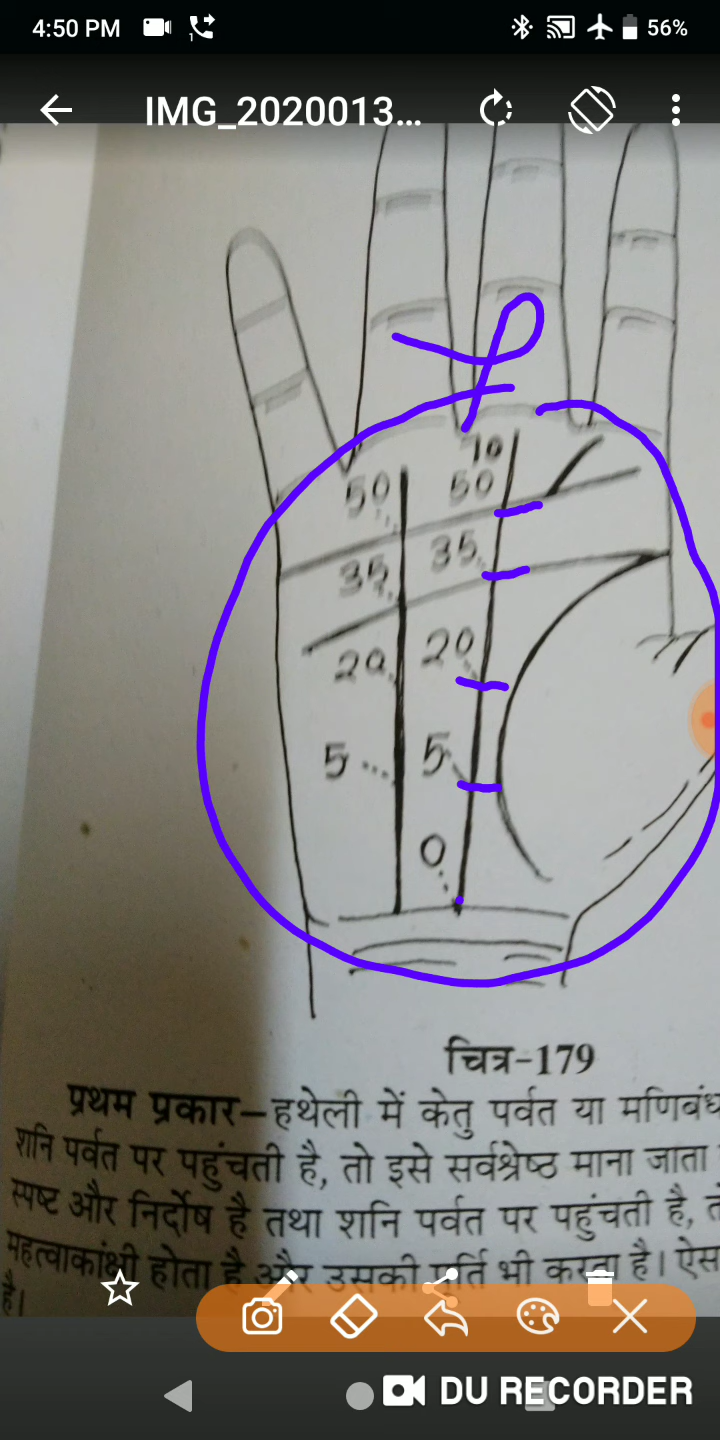 4:50 PM 1 56%
IMG_2020013...
70
50 50
35 35
20 20
5 5
0
चित्र-179
प्रथम प्रकार–हथेली में केतु पर्वत या मणिबंध
शनि पर्वत पर पहुंचती है, तो इसे सर्वश्रेष्ठ माना जाता
स्पष्ट और निर्दोष है तथा शनि पर्वत पर पहुंचती है, तो
महत्वाकांक्षी होता है और उसकी पूर्ति भी करता है। ऐस
है।
DU RECORDER